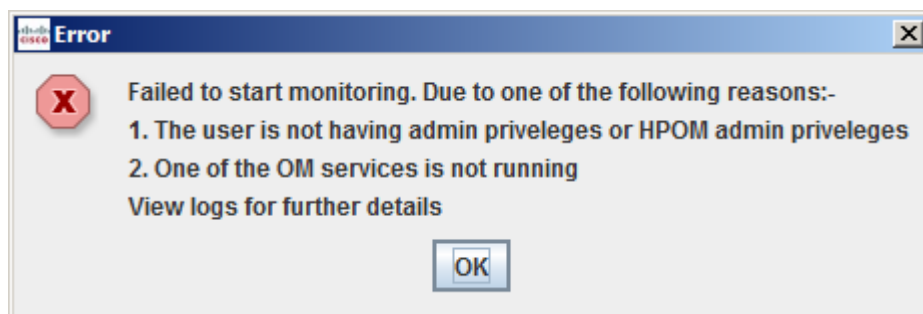 cisco Error
Failed to start monitoring. Due to one of the following reasons:-
1. The user is not having admin priveleges or HPOM admin priveleges
2. One of the OM services is not running
View logs for further details
OK